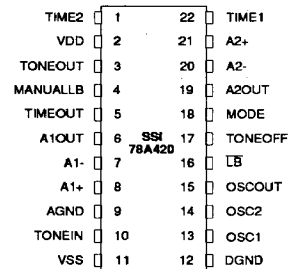 TIME2 1 22 TIME1
VDD 2 21 A2+
TONEOUT 3 20 A2-
MANUALLB 4 19 A2OUT
TIMEOUT 5 18 MODE
A1OUT 6 SSI 17 TONEOFF
78A420
A1- 7 16 LB
A1+ 8 15 OSCOUT
AGND 9 14 OSC2
TONEIN 10 13 OSC1
VSS 11 12 DGND